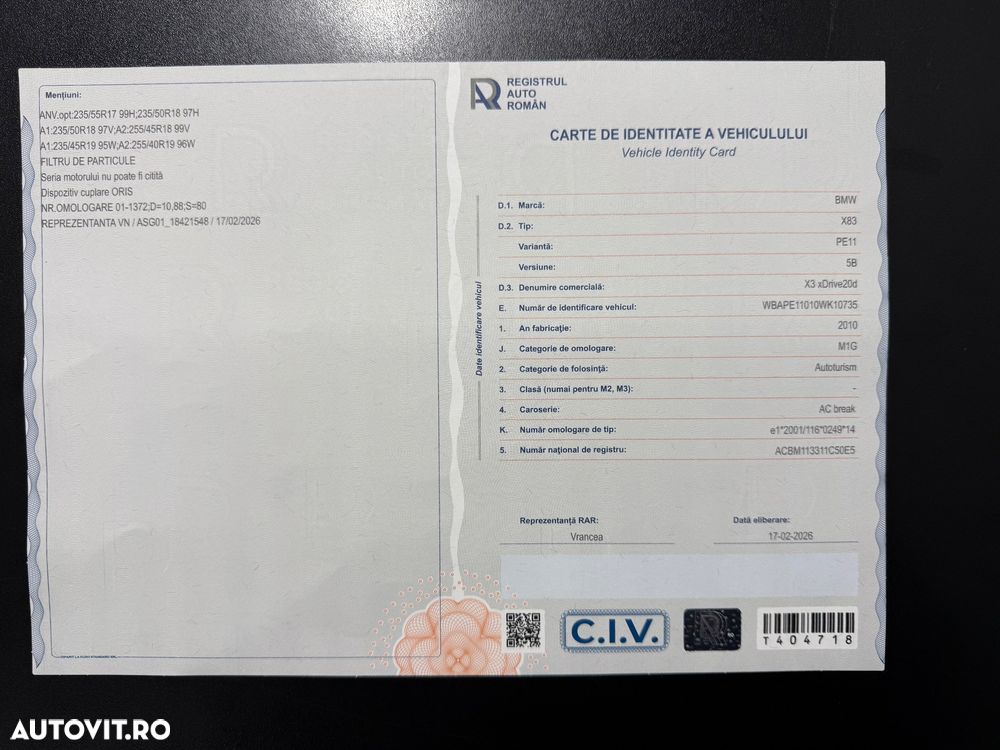 Mențiuni:
ANV.opt:235/55R17 99H;235/50R18 97H
A1:235/50R18 97V;A2:255/45R18 99V
A1:235/45R19 95W;A2:255/40R19 96W
FILTRU DE PARTICULE
Seria motorului nu poate fi citită
Dispozitiv cuplare ORIS
NR.OMOLOGARE 01-1372;D=10,88;S=80
REPREZENTANTA VN / ASG01_18421548 / 17/02/2026
REGISTRUL
AUTO
ROMÂN
CARTE DE IDENTITATE A VEHICULULUI
Vehicle Identity Card
Date identificare vehicul
D.1. Marcă: BMW
D.2. Tip: X83
Variantă: PE11
Versiune: 5B
D.3. Denumire comercială: X3 xDrive20d
E. Număr de identificare vehicul: WBAPE11010WK10735
1. An fabricație: 2010
J. Categorie de omologare: M1G
2. Categorie de folosință: Autoturism
3. Clasă (numai pentru M2, M3): -
4. Caroserie: AC break
K. Număr omologare de tip: e1*2001/116*0249*14
5. Număr național de registru: ACBM113311C50E5
Reprezentanță RAR: Dată eliberare:
Vrancea 17-02-2026
C.I.V.
T404718
AUTOVIT.RO